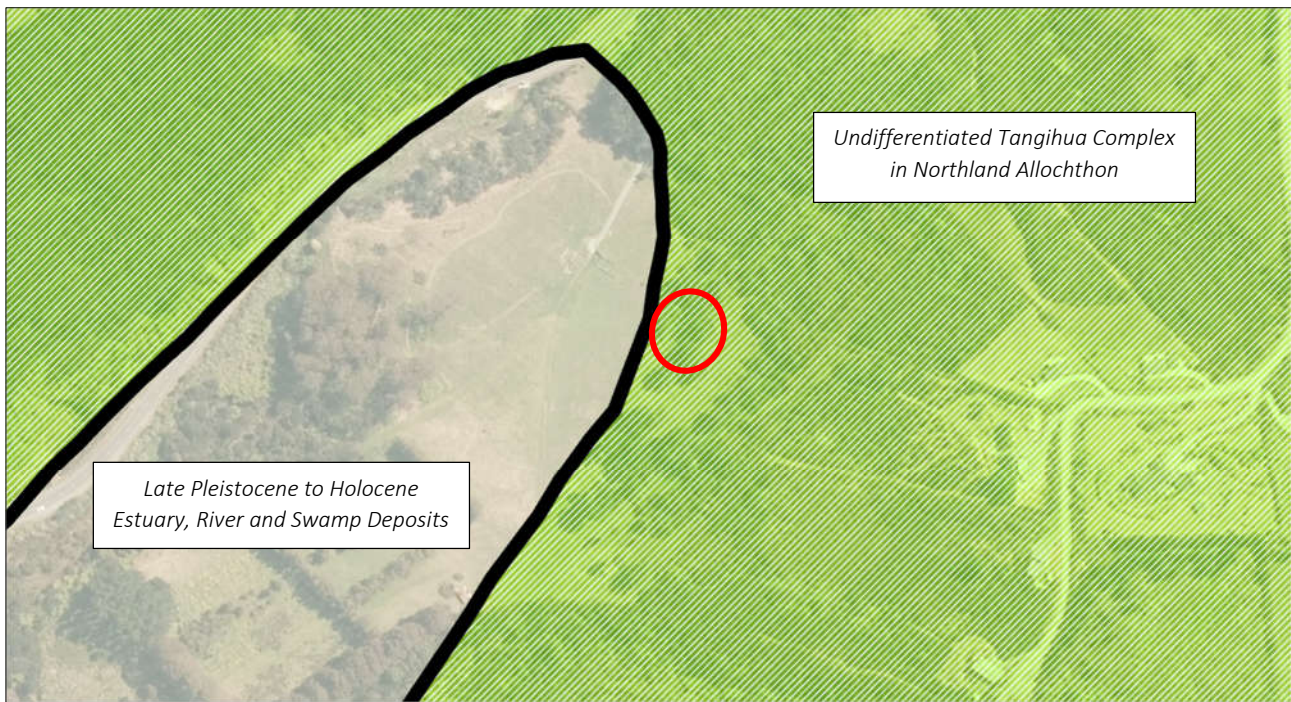 Undifferentiated Tangihua Complex
in Northland Allochthon
Late Pleistocene to Holocene
Estuary, River and Swamp Deposits